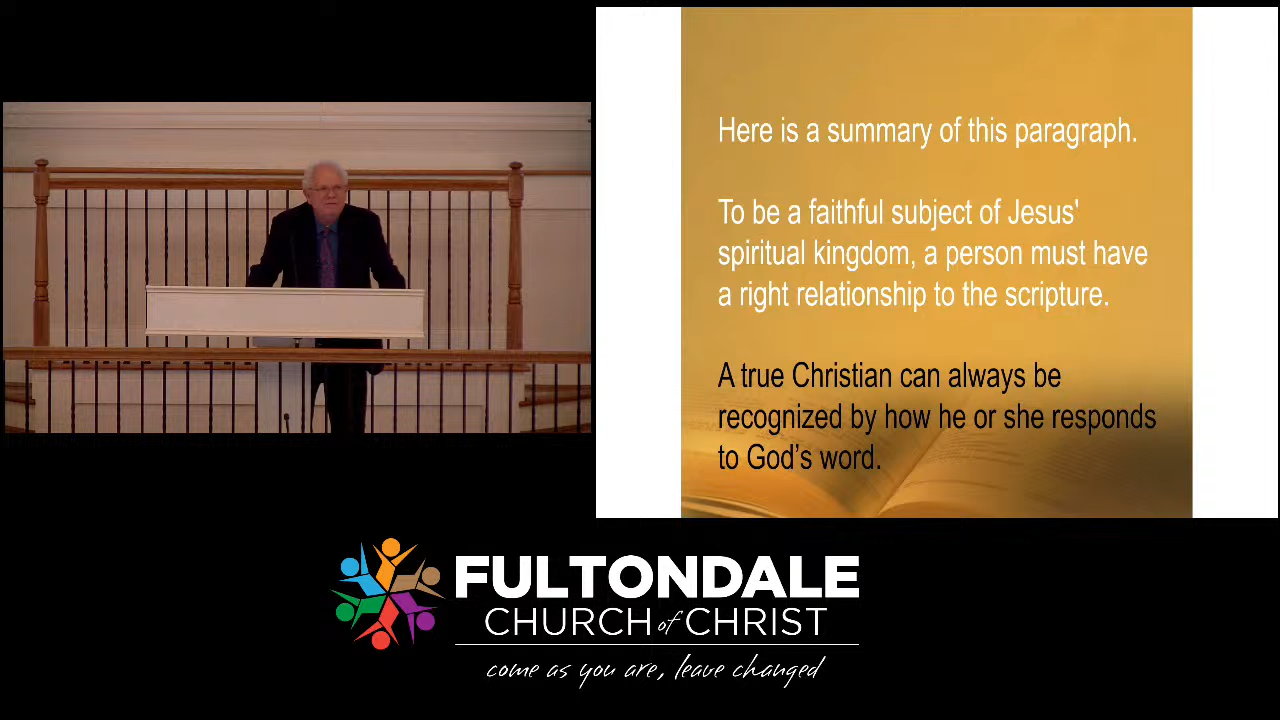 Here is a summary of this paragraph.
To be a faithful subject of Jesus'
spiritual kingdom, a person must have
a right relationship to the scripture.
A true Christian can always be
recognized by how he or she responds
to God’s word.
FULTONDALE
CHURCH of CHRIST
come as you are, leave changed